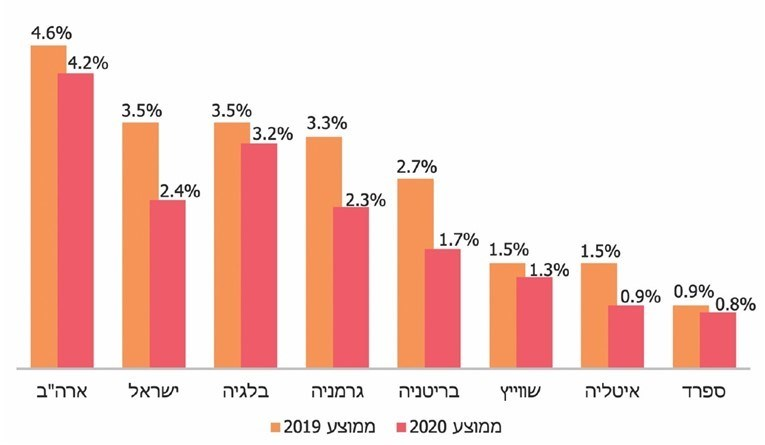 4.6%
4.2%
3.5%
2.4%
3.5%
3.2%
3.3%
2.3%
2.7%
1.7%
1.5%
1.3%
1.5%
0.9%
0.9%
0.8%
ארה"ב
ישראל
בלגיה
גרמניה
בריטניה
שווייץ
איטליה
ספרד
ממוצע 2019
ממוצע 2020